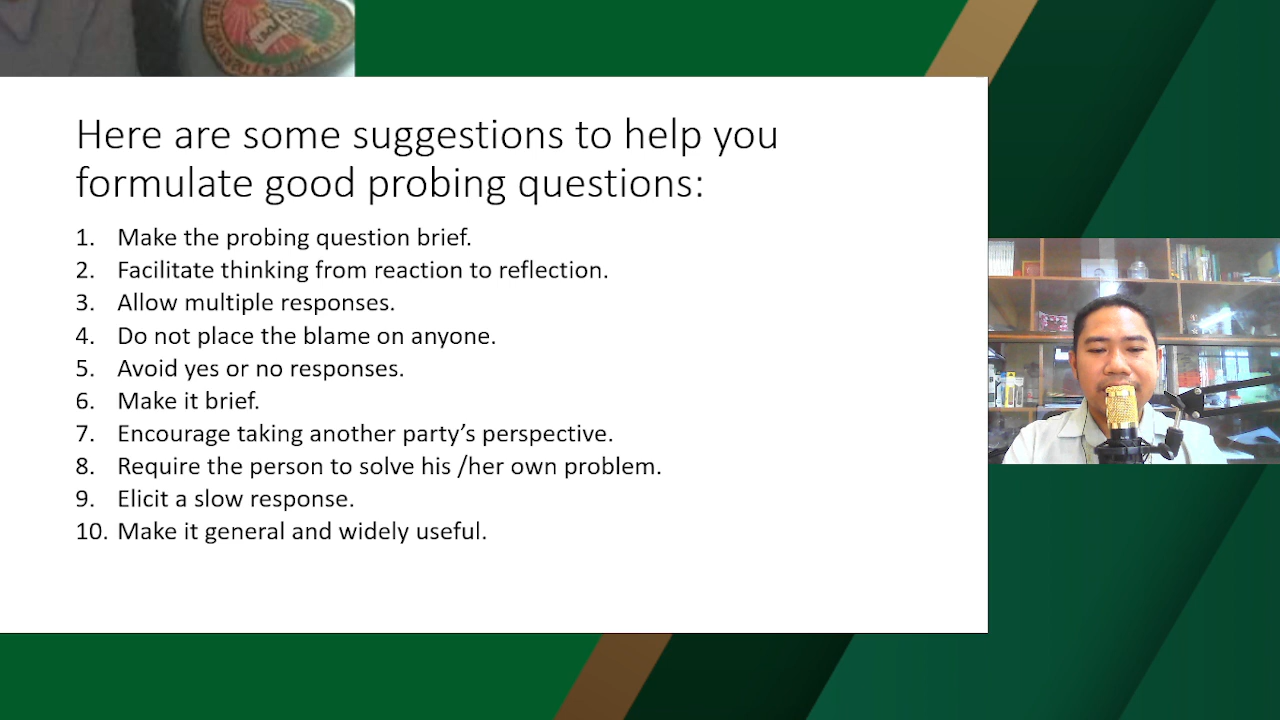 Here are some suggestions to help you
formulate good probing questions:
1. Make the probing question brief.
2. Facilitate thinking from reaction to reflection.
3. Allow multiple responses.
4. Do not place the blame on anyone.
5. Avoid yes or no responses.
6. Make it brief.
7. Encourage taking another party’s perspective.
8. Require the person to solve his /her own problem.
9. Elicit a slow response.
10. Make it general and widely useful.